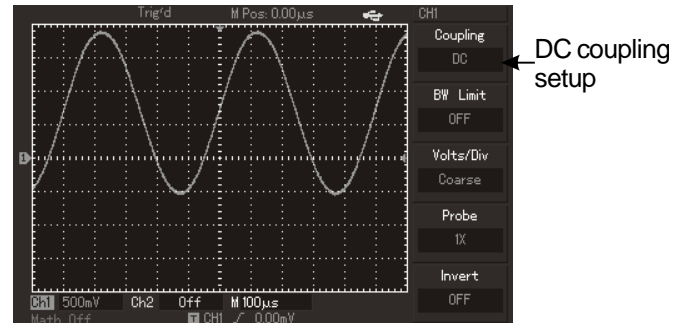 Trig'd M Pos: 0.00μs CH1
Coupling
DC
DC coupling
setup
BW Limit
OFF
1
Volts/Div
Coarse
Probe
1X
Invert
OFF
Ch1 500mV Ch2 Off M 100μs
Math Off T CH1 0.00mV